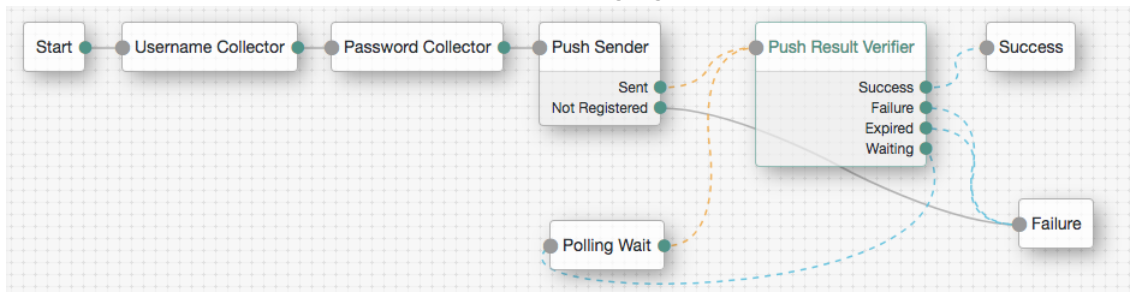 Start
Username Collector
Password Collector
Push Sender
Sent
Not Registered
Push Result Verifier
Success
Failure
Expired
Waiting
Success
Polling Wait
Failure